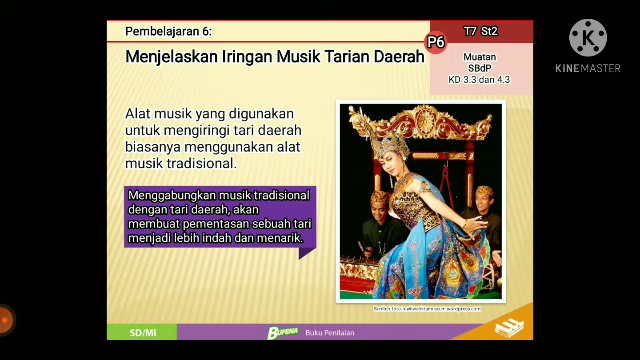 Pembelajaran 6:
Menjelaskan Iringan Musik Tarian Daerah
P6
T7 St2
Muatan
SBdP
KD 3.3 dan 4.3
KINEMASTER
Alat musik yang digunakan
untuk mengiringi tari daerah
biasanya menggunakan alat
musik tradisional.
Menggabungkan musik tradisional
dengan tari daerah, akan
membuat pementasan sebuah tari
menjadi lebih indah dan menarik.
SD/MI
BUPENA
Buku Penilaian